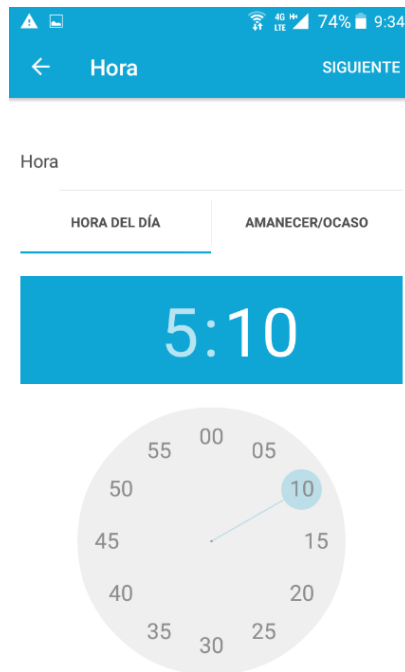 4G LTE H+ 74% 9:34
Hora SIGUIENTE
Hora
HORA DEL DÍA AMANECER/OCASO
5:10
00
55 05
50 10
45 15
40 20
35 25
30